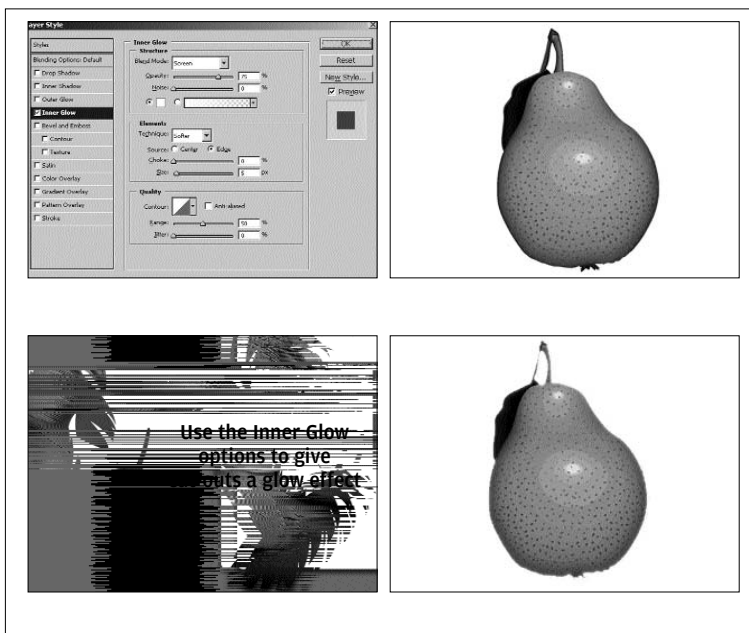 ayer Style
Styles
Blending Options: Default
Drop Shadow
Inner Shadow
Outer Glow
Inner Glow
Bevel and Emboss
Contour
Texture
Satin
Color Overlay
Gradient Overlay
Pattern Overlay
Stroke
Inner Glow
Structure
Blend Mode: Screen
Opacity: 75 %
Noise: 0 %
Elements
Technique: Softer
Source: Center Edge
Choke: 0 %
Size: 5 px
Quality
Contour: Anti-aliased
Range: 50 %
Jitter: 0 %
OK
Reset
New Style...
Preview
Use the Inner Glow
options to give
outs a glow effect